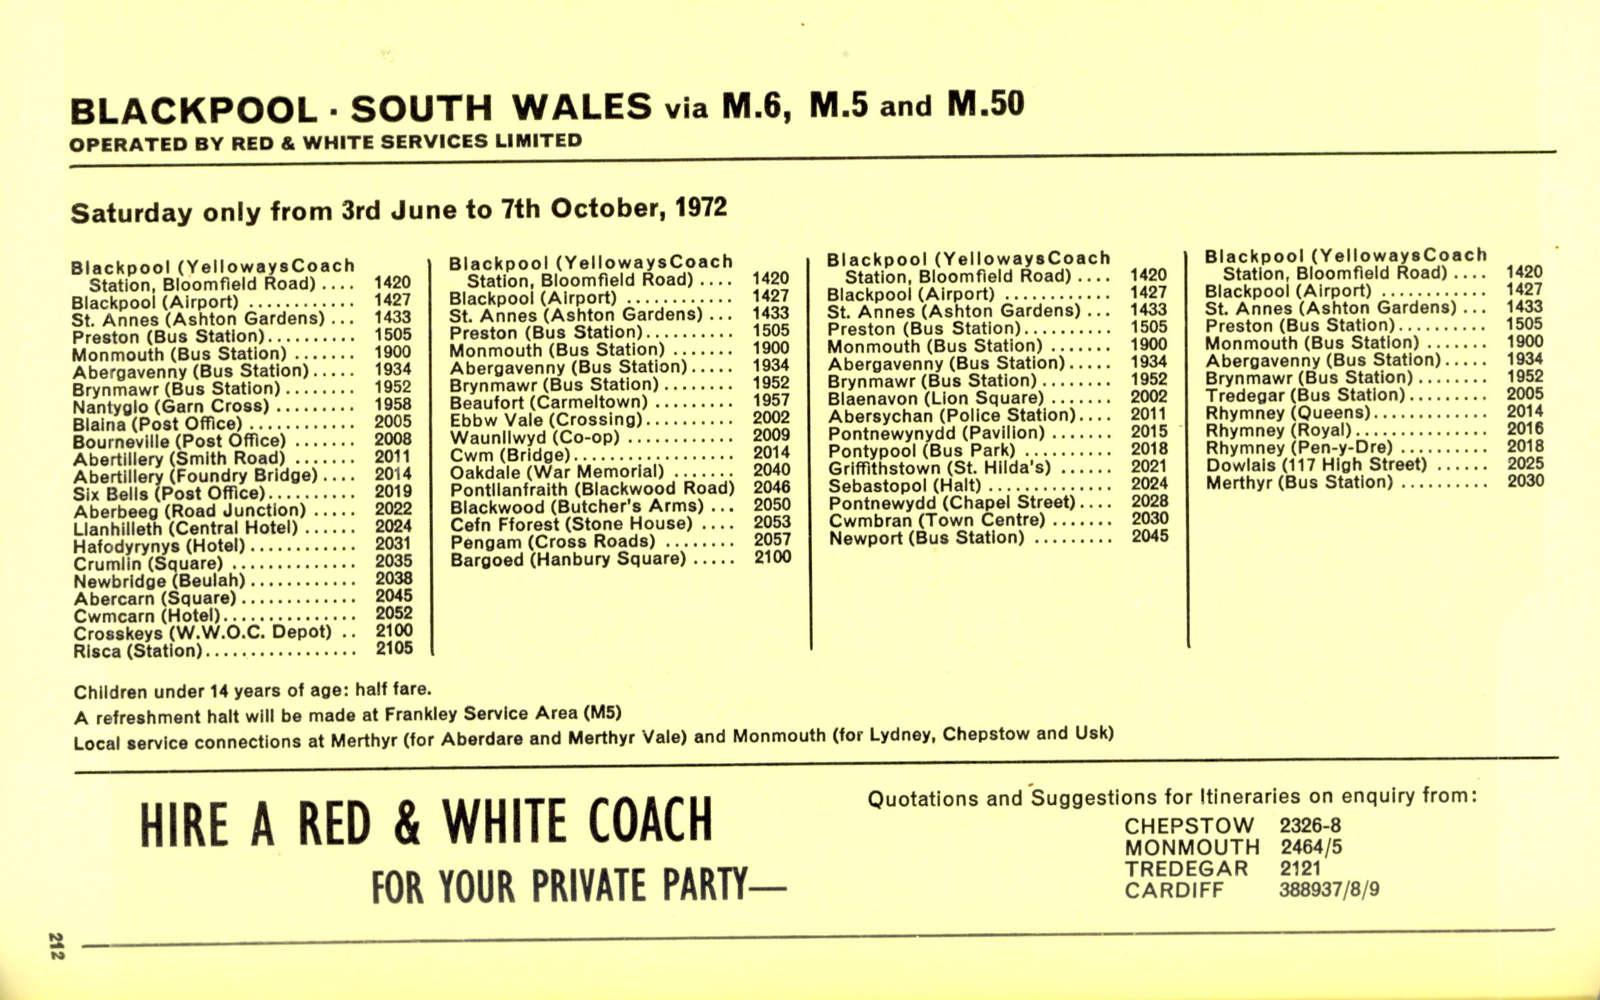 BLACKPOOL · SOUTH WALES via M.6, M.5 and M.50
OPERATED BY RED & WHITE SERVICES LIMITED
Saturday only from 3rd June to 7th October, 1972
Blackpool (Yelloways Coach
Station, Bloomfield Road) .... 1420
Blackpool (Airport) ............ 1427
St. Annes (Ashton Gardens) ... 1433
Preston (Bus Station).......... 1505
Monmouth (Bus Station) ....... 1900
Abergavenny (Bus Station)..... 1934
Brynmawr (Bus Station) ........ 1952
Nantyglo (Garn Cross) ......... 1958
Blaina (Post Office) ............ 2005
Bourneville (Post Office) ....... 2008
Abertillery (Smith Road) ....... 2011
Abertillery (Foundry Bridge).... 2014
Six Bells (Post Office).......... 2019
Aberbeeg (Road Junction) ..... 2022
Llanhilleth (Central Hotel) ...... 2024
Hafodyrynys (Hotel)............ 2031
Crumlin (Square) .............. 2035
Newbridge (Beulah)............ 2038
Abercarn (Square)............. 2045
Cwmcarn (Hotel)............... 2052
Crosskeys (W.W.O.C. Depot) .. 2100
Risca (Station)................. 2105
Blackpool (Yelloways Coach
Station, Bloomfield Road) .... 1420
Blackpool (Airport) ............ 1427
St. Annes (Ashton Gardens) ... 1433
Preston (Bus Station).......... 1505
Monmouth (Bus Station) ....... 1900
Abergavenny (Bus Station)..... 1934
Brynmawr (Bus Station) ........ 1952
Beaufort (Carmeltown) ......... 1957
Ebbw Vale (Crossing).......... 2002
Waunllwyd (Co-op) ............ 2009
Cwm (Bridge).................. 2014
Oakdale (War Memorial) ....... 2040
Pontllanfraith (Blackwood Road) 2046
Blackwood (Butcher's Arms) ... 2050
Cefn Fforest (Stone House) .... 2053
Pengam (Cross Roads) ........ 2057
Bargoed (Hanbury Square) ..... 2100
Blackpool (Yelloways Coach
Station, Bloomfield Road) .... 1420
Blackpool (Airport) ............ 1427
St. Annes (Ashton Gardens) ... 1433
Preston (Bus Station).......... 1505
Monmouth (Bus Station) ....... 1900
Abergavenny (Bus Station)..... 1934
Brynmawr (Bus Station) ........ 1952
Blaenavon (Lion Square) ....... 2002
Abersychan (Police Station).... 2011
Pontnewynydd (Pavilion) ....... 2015
Pontypool (Bus Park) .......... 2018
Griffithstown (St. Hilda's) ...... 2021
Sebastopol (Halt) .............. 2024
Pontnewydd (Chapel Street).... 2028
Cwmbran (Town Centre) ....... 2030
Newport (Bus Station) ......... 2045
Blackpool (Yelloways Coach
Station, Bloomfield Road) .... 1420
Blackpool (Airport) ............ 1427
St. Annes (Ashton Gardens) ... 1433
Preston (Bus Station).......... 1505
Monmouth (Bus Station) ....... 1900
Abergavenny (Bus Station)..... 1934
Brynmawr (Bus Station) ........ 1952
Tredegar (Bus Station)......... 2005
Rhymney (Queens)............. 2014
Rhymney (Royal)............... 2016
Rhymney (Pen-y-Dre) .......... 2018
Dowlais (117 High Street) ...... 2025
Merthyr (Bus Station) .......... 2030
Children under 14 years of age: half fare.
A refreshment halt will be made at Frankley Service Area (M5)
Local service connections at Merthyr (for Aberdare and Merthyr Vale) and Monmouth (for Lydney, Chepstow and Usk)
HIRE A RED & WHITE COACH
FOR YOUR PRIVATE PARTY—
Quotations and Suggestions for Itineraries on enquiry from:
CHEPSTOW 2326-8
MONMOUTH 2464/5
TREDEGAR 2121
CARDIFF 388937/8/9
212